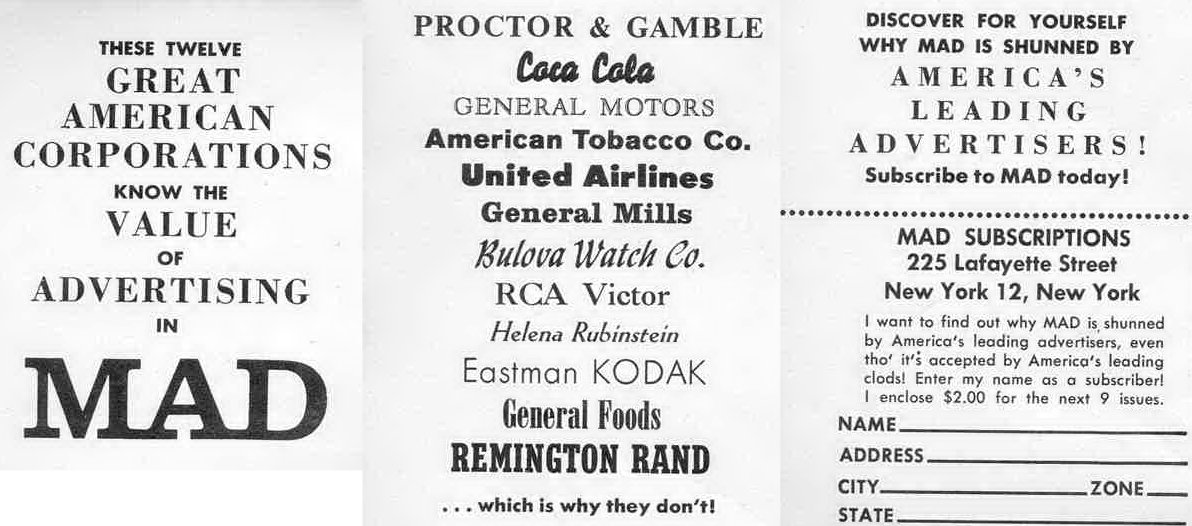 THESE TWELVE
GREAT
AMERICAN
CORPORATIONS
KNOW THE
VALUE
OF
ADVERTISING
IN
MAD
PROCTOR & GAMBLE
Coca Cola
GENERAL MOTORS
American Tobacco Co.
United Airlines
General Mills
Bulova Watch Co.
RCA Victor
Helena Rubinstein
Eastman KODAK
General Foods
REMINGTON RAND
. . . which is why they don't!
DISCOVER FOR YOURSELF
WHY MAD IS SHUNNED BY
AMERICA'S
LEADING
ADVERTISERS!
Subscribe to MAD today!
MAD SUBSCRIPTIONS
225 Lafayette Street
New York 12, New York
I want to find out why MAD is shunned
by America's leading advertisers, even
tho' it's accepted by America's leading
clods! Enter my name as a subscriber!
I enclose $2.00 for the next 9 issues.
NAME
ADDRESS
CITY ZONE
STATE